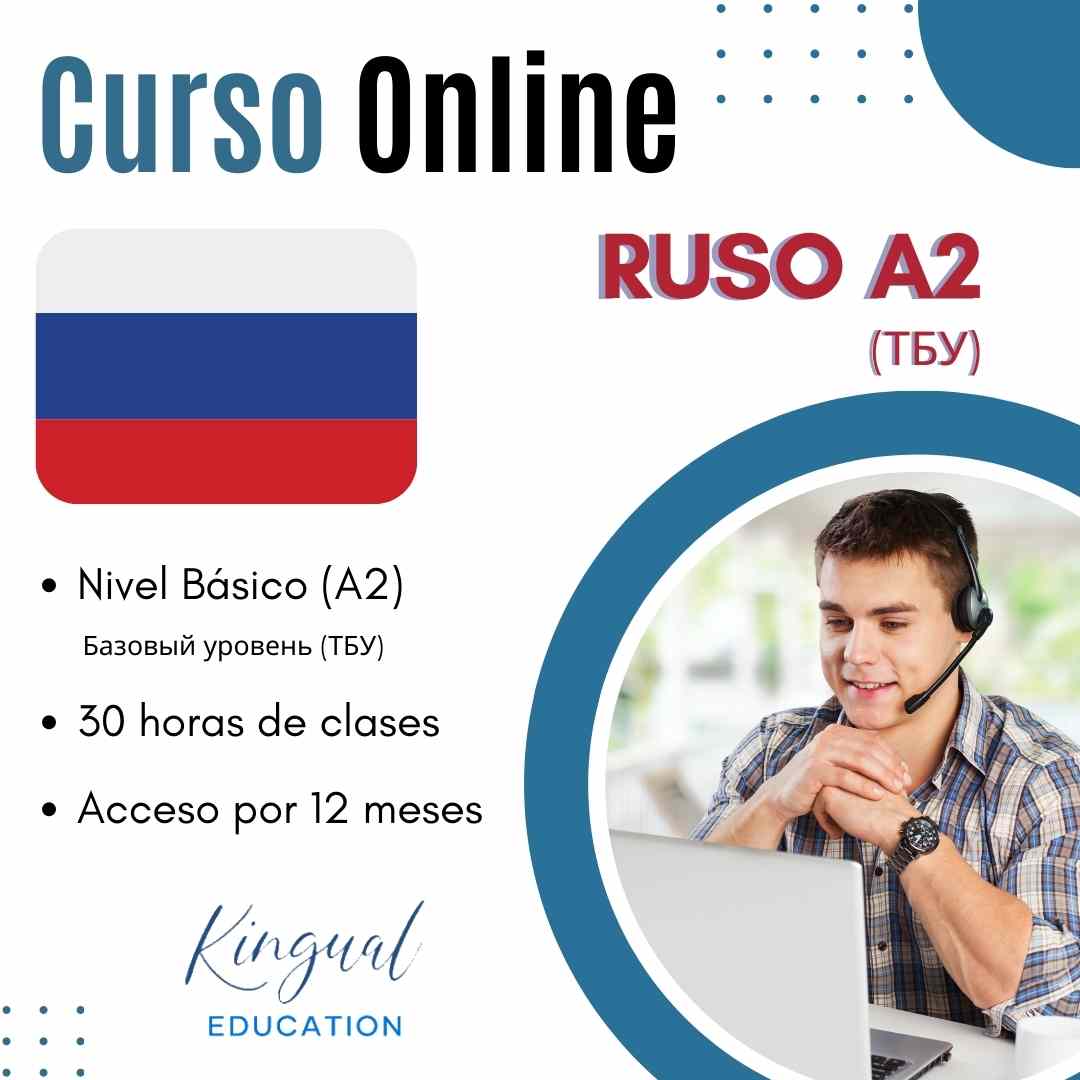 Curso Online
RUSO A2
(ТБУ)
• Nivel Básico (A2)
Базовый уровень (ТБУ)
• 30 horas de clases
• Acceso por 12 meses
Kingual
EDUCATION